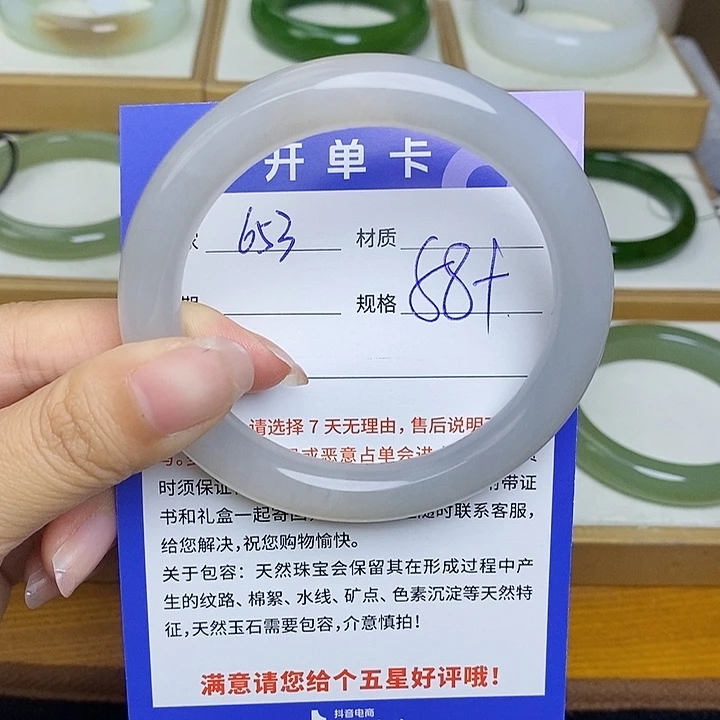 开单卡
653 材质
规格 58+
请选择7天无理由，售后说明
或恶意占单会进
时须保证 带证
书和礼盒一起寄回 随时联系客服，
给您解决，祝您购物愉快。
关于包容：天然珠宝会保留其在形成过程中产
生的纹路、棉絮、水线、矿点、色素沉淀等天然特
征，天然玉石需要包容，介意慎拍！
满意请您给个五星好评哦！
抖音电商